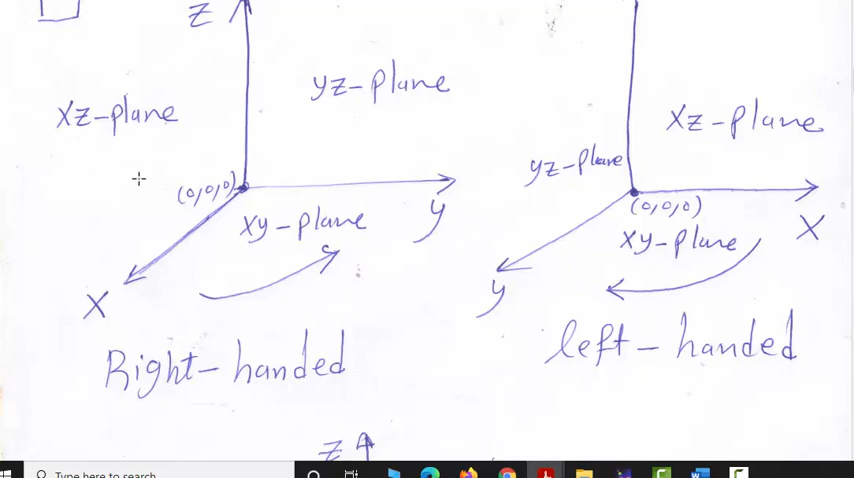 Z
yz-plane
xz-plane
xz-plane
yz-plane
(0,0,0)
(0,0,0)
xy-plane
y
xy-plane
X
y
X
Right-handed
left-handed
Z
Type here to search